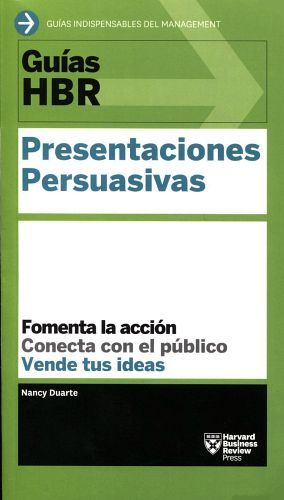 GUÍAS INDISPENSABLES DEL MANAGEMENT
Guías
HBR
Presentaciones
Persuasivas
Fomenta la acción
Conecta con el público
Vende tus ideas
Nancy Duarte
Harvard
Business
Review
Press